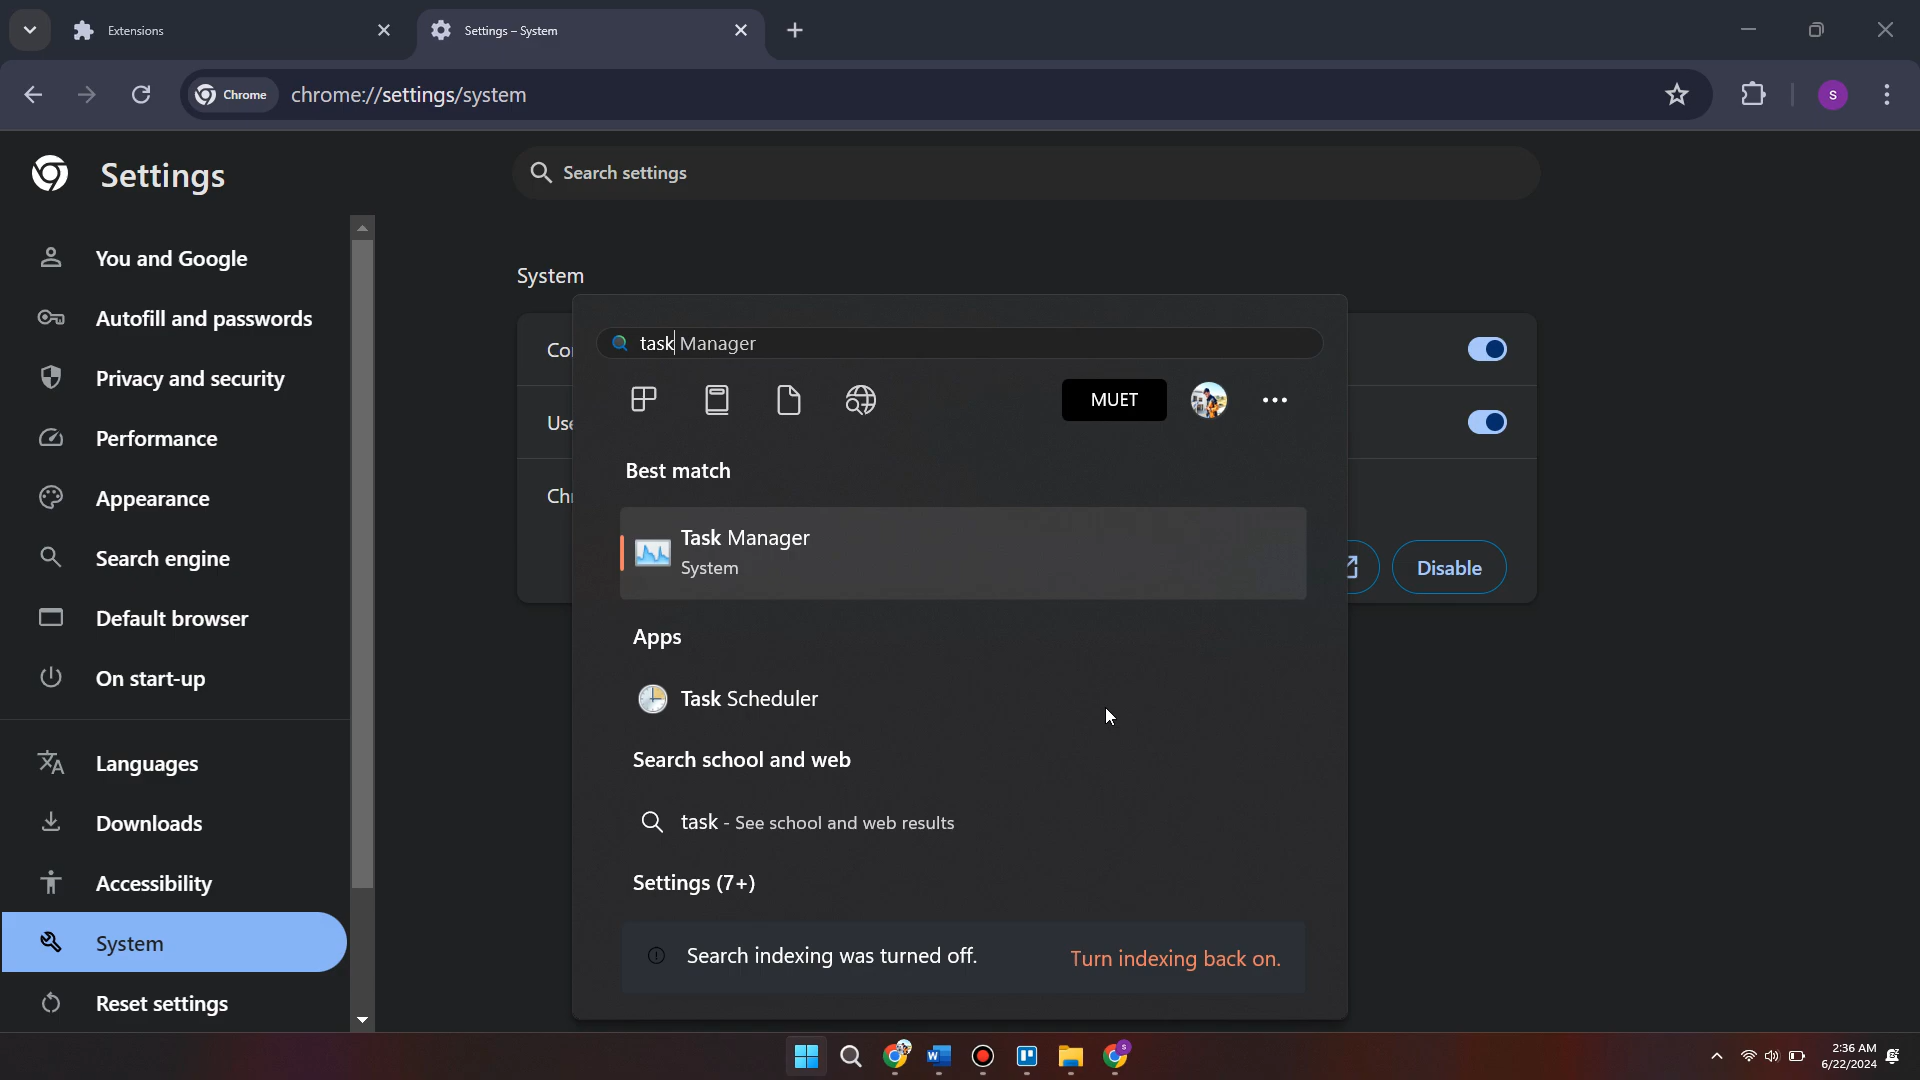 Extensions
Settings – System
Chrome
chrome://settings/system
S
Settings
Search settings
You and Google
Autofill and passwords
Privacy and security
Performance
Appearance
Search engine
Default browser
On start-up
Languages
Downloads
Accessibility
System
Reset settings
System
Co
Use
Chr
Disable
task Manager
MUET
Best match
Task Manager
System
Apps
Task Scheduler
Search school and web
task - See school and web results
Settings (7+)
Search indexing was turned off.
Turn indexing back on.
2:36 AM
6/22/2024